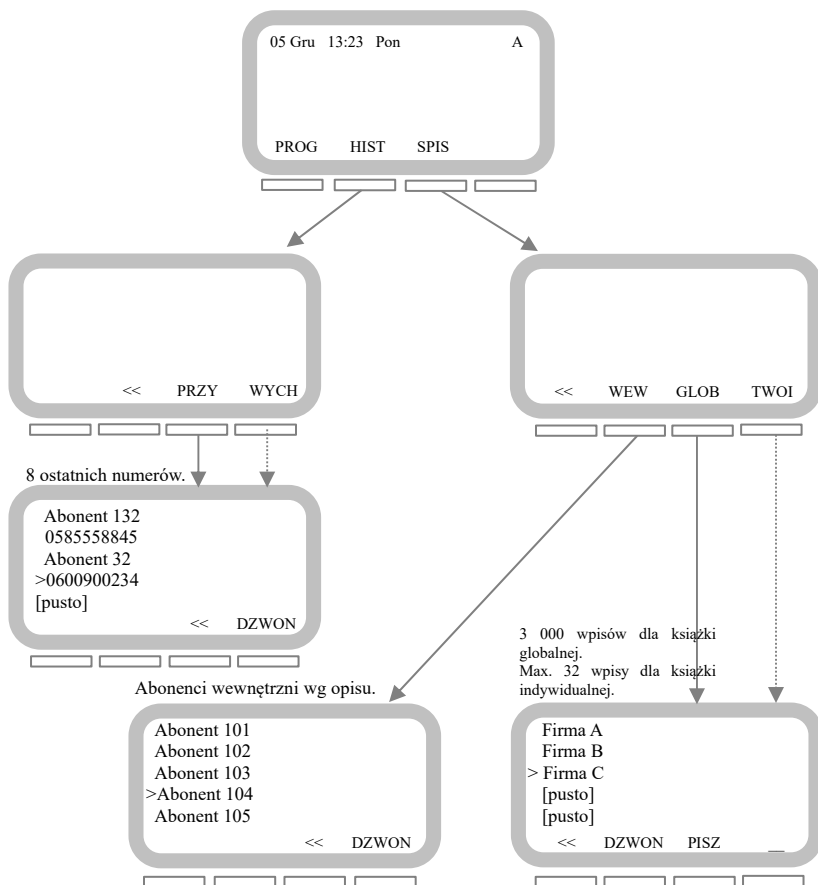 05 Gru 13:23 Pon A
PROG HIST SPIS
<< PRZY WYCH
<< WEW GLOB TWOI
8 ostatnich numerów.
Abonent 132
0585558845
Abonent 32
>0600900234
[pusto]
<< DZWON
3 000 wpisów dla książki
globalnej.
Max. 32 wpisy dla książki
indywidualnej.
Abonenci wewnętrzni wg opisu.
Abonent 101
Abonent 102
Abonent 103
>Abonent 104
Abonent 105
<< DZWON
Firma A
Firma B
> Firma C
[pusto]
[pusto]
<< DZWON PISZ __